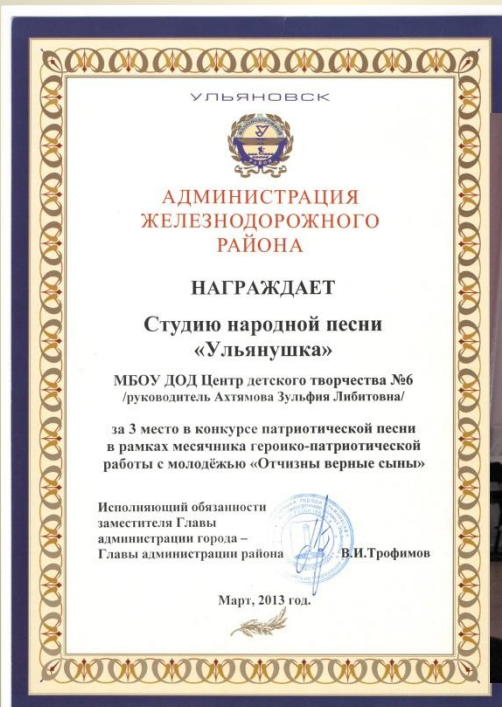 УЛЬЯНОВСК
АДМИНИСТРАЦИЯ
ЖЕЛЕЗНОДОРОЖНОГО
РАЙОНА
НАГРАЖДАЕТ
Студию народной песни
«Ульянушка»
МБОУ ДОД Центр детского творчества №6
/руководитель Ахтямова Зульфия Либитовна/
за 3 место в конкурсе патриотической песни
в рамках месячника героико-патриотической
работы с молодёжью «Отчизны верные сыны»
Исполняющий обязанности
заместителя Главы
администрации города –
Главы администрации района В.И.Трофимов
Март, 2013 год.